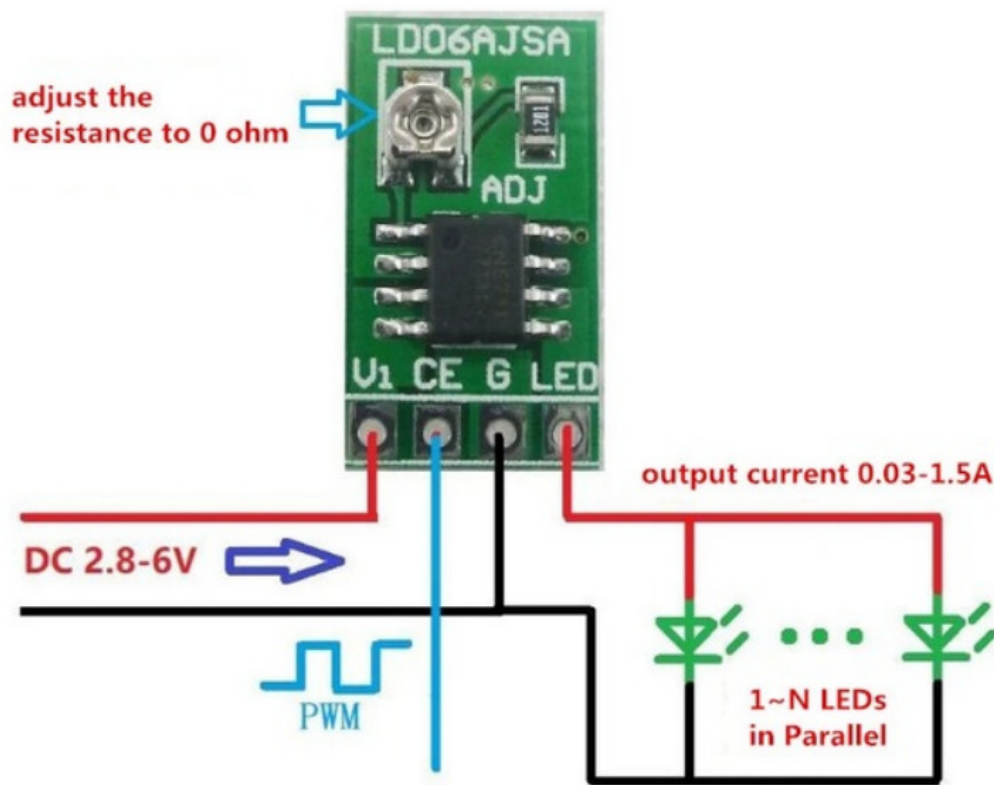 LD06AJSA
adjust the
resistance to 0 ohm
1201
ADJ
V1 CE G LED
output current 0.03-1.5A
DC 2.8-6V
PWM
1~N LEDs
in Parallel